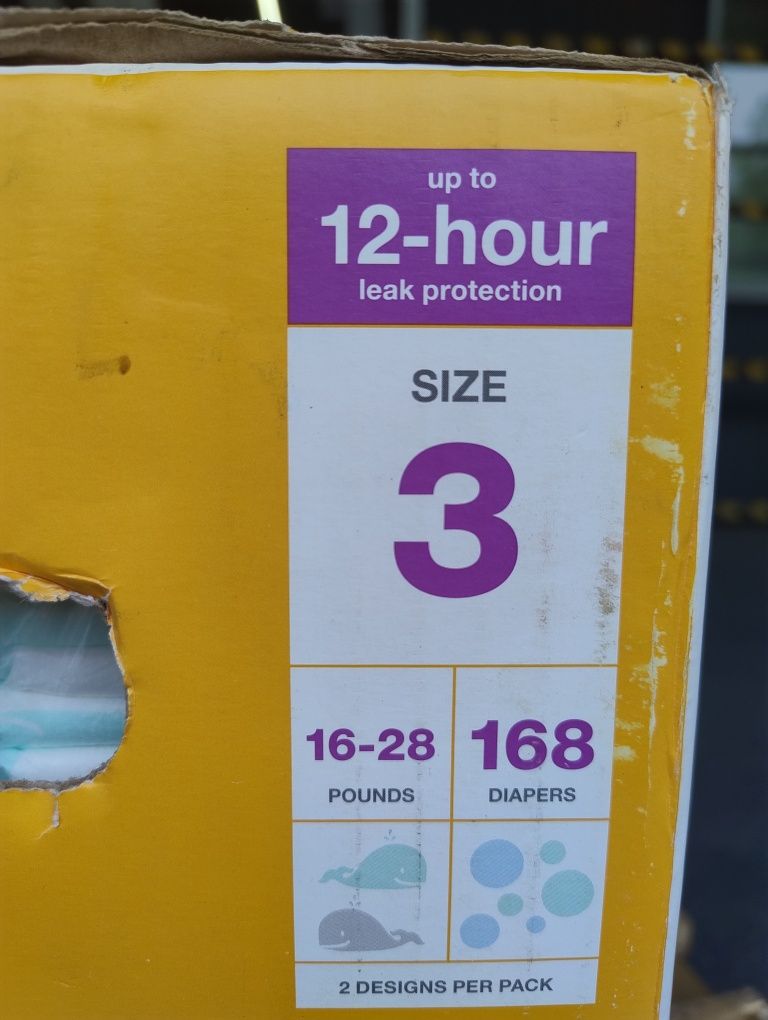 up to
12-hour
leak protection
SIZE
3
16-28
POUNDS
168
DIAPERS
2 DESIGNS PER PACK